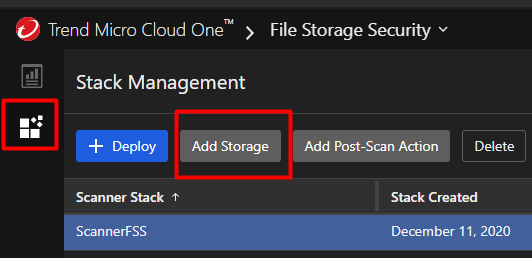 Trend Micro Cloud One™ > File Storage Security
Stack Management
+ Deploy Add Storage Add Post-Scan Action Delete
Scanner Stack ↑ Stack Created
ScannerFSS December 11, 2020